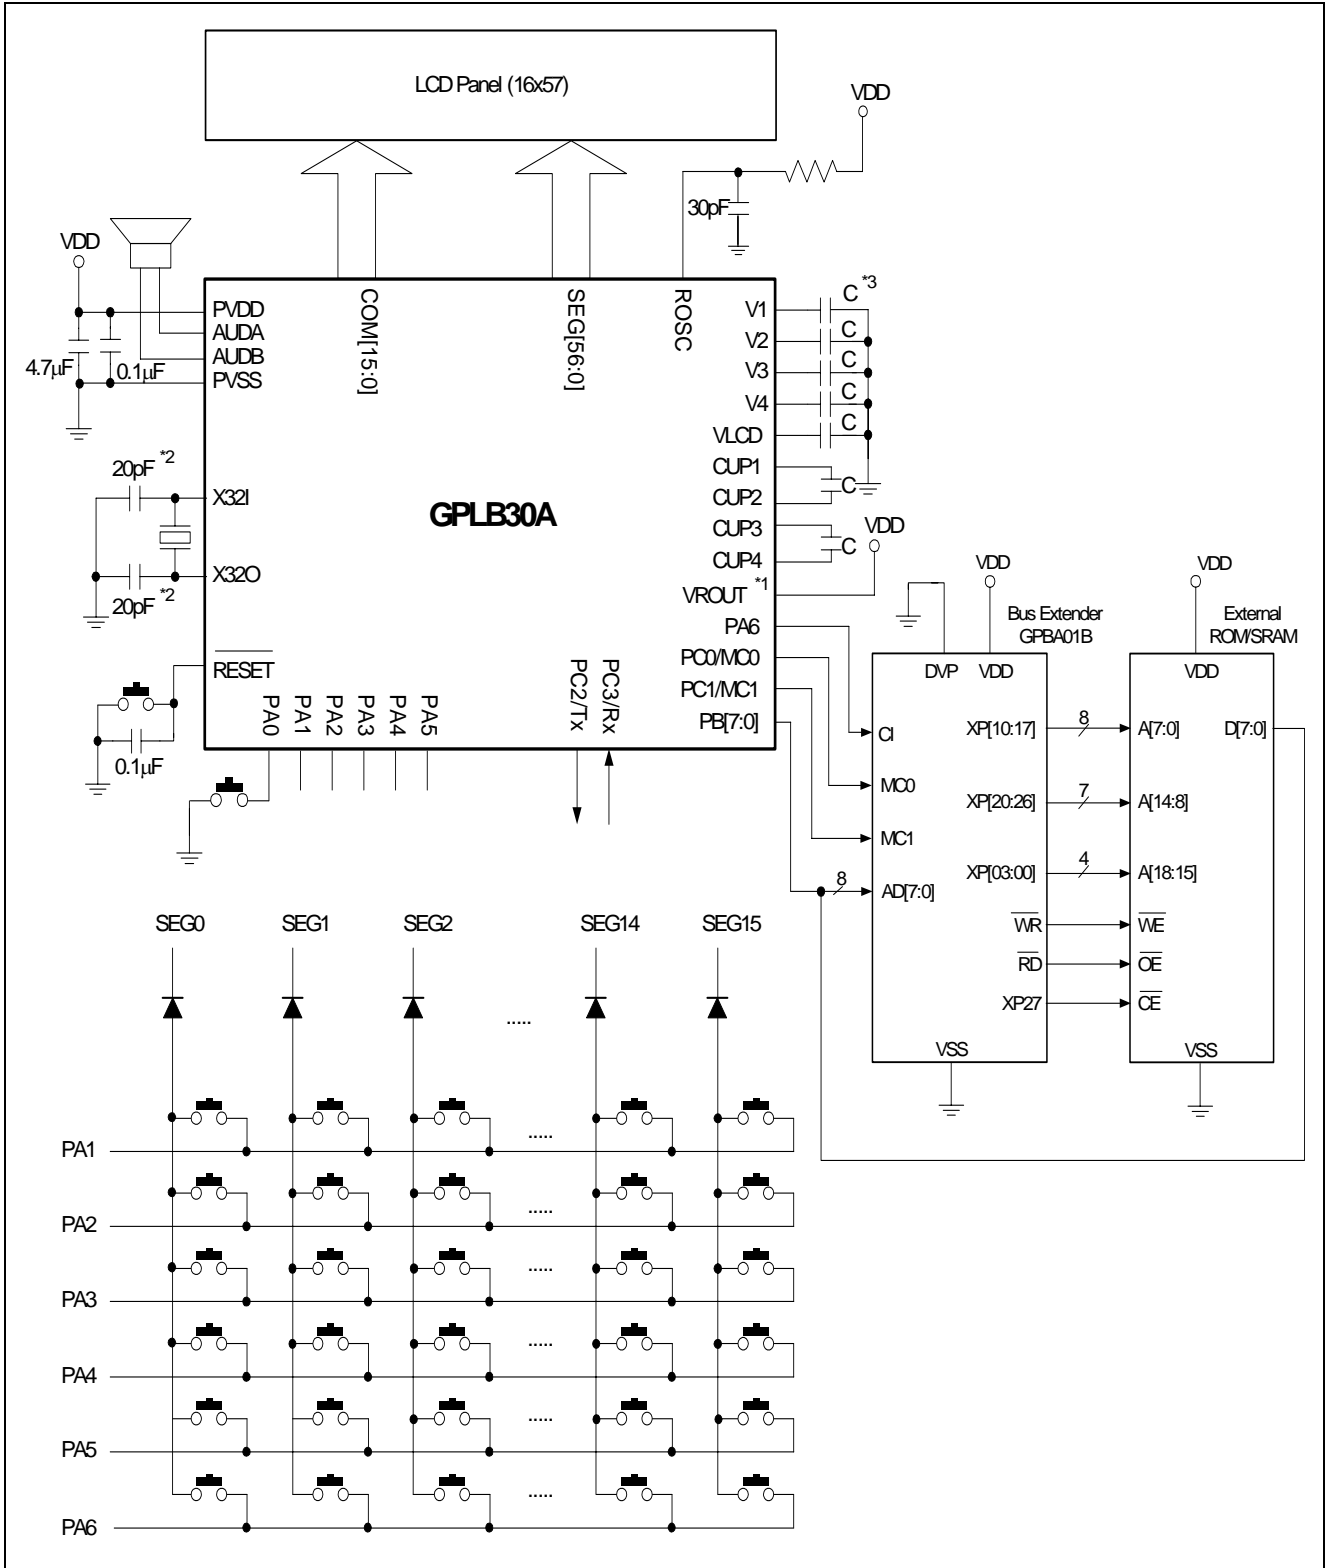 LCD Panel (16x57)
VDD
30pF
VDD
4.7μF
0.1μF
PVDD
AUDA
AUDB
PVSS
COM[15:0]
SEG[56:0]
ROSC
V1
V2
V3
V4
VLCD
CUP1
CUP2
CUP3
CUP4
VROUT *1
PA6
PC0/MC0
PC1/MC1
PB[7:0]
C *3
C
C
C
C
C
C
VDD
20pF *2
20pF *2
X32I
X32O
GPLB30A
RESET
0.1μF
PA0
PA1
PA2
PA3
PA4
PA5
PC2/Tx
PC3/Rx
VDD
Bus Extender
GPBA01B
DVP
VDD
CI
MC0
MC1
AD[7:0]
8
XP[10:17]
XP[20:26]
XP[03:00]
WR
RD
XP27
VSS
8
7
4
VDD
External
ROM/SRAM
VDD
A[7:0]
D[7:0]
A[14:8]
A[18:15]
WE
OE
CE
VSS
SEG0
SEG1
SEG2
SEG14
SEG15
.....
PA1
.....
PA2
.....
PA3
.....
PA4
.....
PA5
.....
PA6
.....